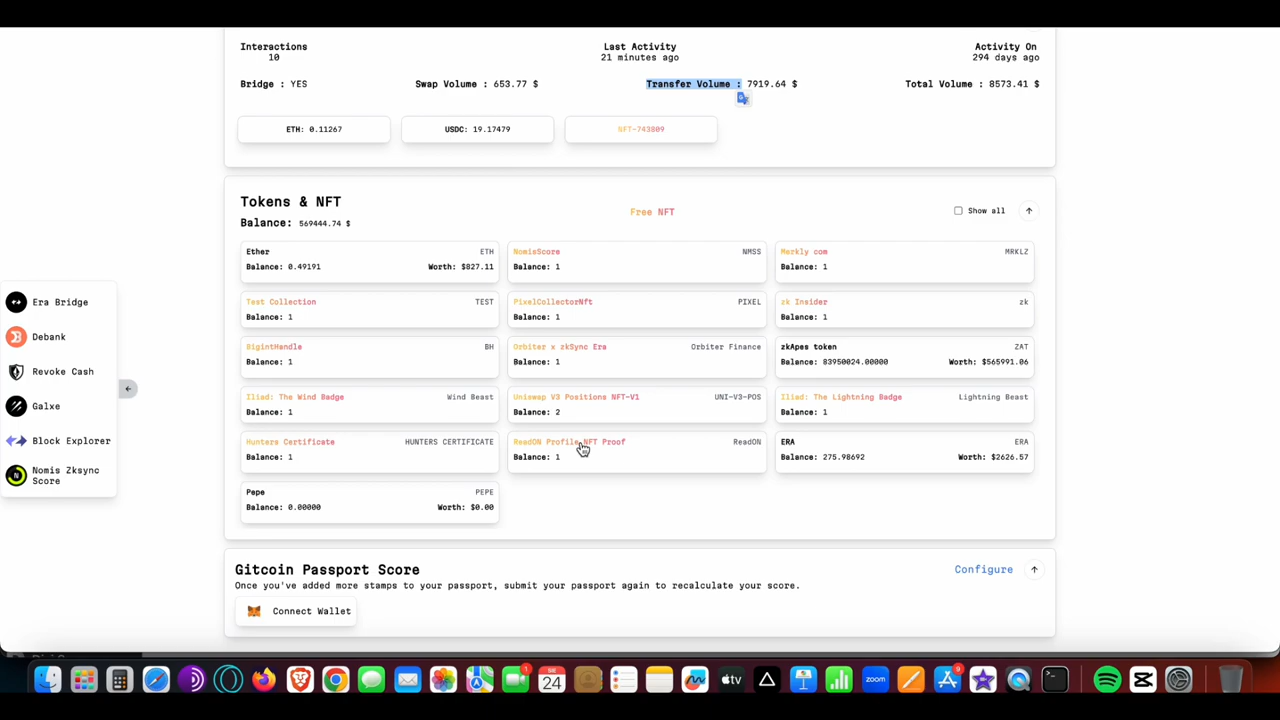 Interactions
10
Last Activity
21 minutes ago
Activity On
294 days ago
Bridge : YES
Swap Volume : 653.77 $
Transfer Volume : 7919.64 $
Total Volume : 8573.41 $
ETH: 0.11267
USDC: 19.17479
NFT-743809
Tokens & NFT
Balance: 569444.74 $
Free NFT
Show all
Ether ETH
Balance: 0.49191 Worth: $827.11
NomisScore NMSS
Balance: 1
Merkly com MRKLZ
Balance: 1
Test Collection TEST
Balance: 1
PixelCollectorNft PIXEL
Balance: 1
zk Insider zk
Balance: 1
BigintHandle BH
Balance: 1
Orbiter x zkSync Era Orbiter Finance
Balance: 1
zkApes token ZAT
Balance: 83950024.00000 Worth: $565991.06
Iliad: The Wind Badge Wind Beast
Balance: 1
Uniswap V3 Positions NFT-V1 UNI-V3-POS
Balance: 2
Iliad: The Lightning Badge Lightning Beast
Balance: 1
Hunters Certificate HUNTERS CERTIFICATE
Balance: 1
ReadON Profile NFT Proof ReadON
Balance: 1
ERA ERA
Balance: 275.98692 Worth: $2626.57
Pepe PEPE
Balance: 0.00000 Worth: $0.00
Era Bridge
Debank
Revoke Cash
Galxe
Block Explorer
Nomis Zksync
Score
Gitcoin Passport Score
Configure
Once you've added more stamps to your passport, submit your passport again to recalculate your score.
Connect Wallet
1
24
tv
zoom
9